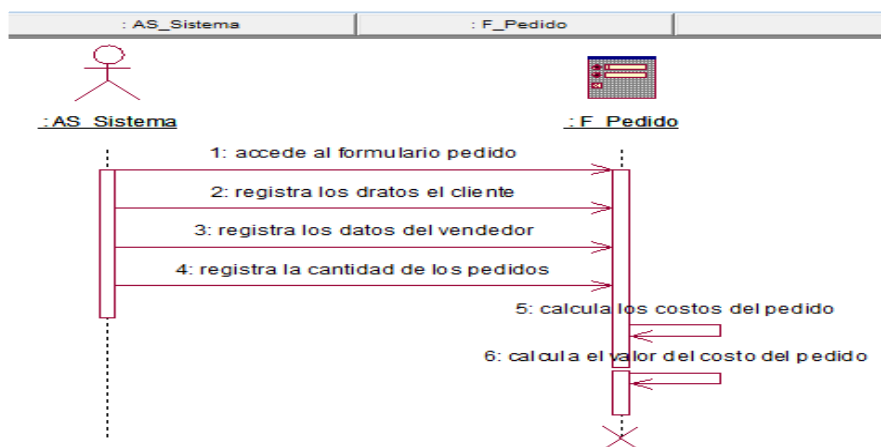 : AS_Sistema : F_Pedido
:AS_Sistema : F_Pedido
1: accede al formulario pedido
2: registra los dratos el cliente
3: registra los datos del vendedor
4: registra la cantidad de los pedidos
5: calcula los costos del pedido
6: calcula el valor del costo del pedido